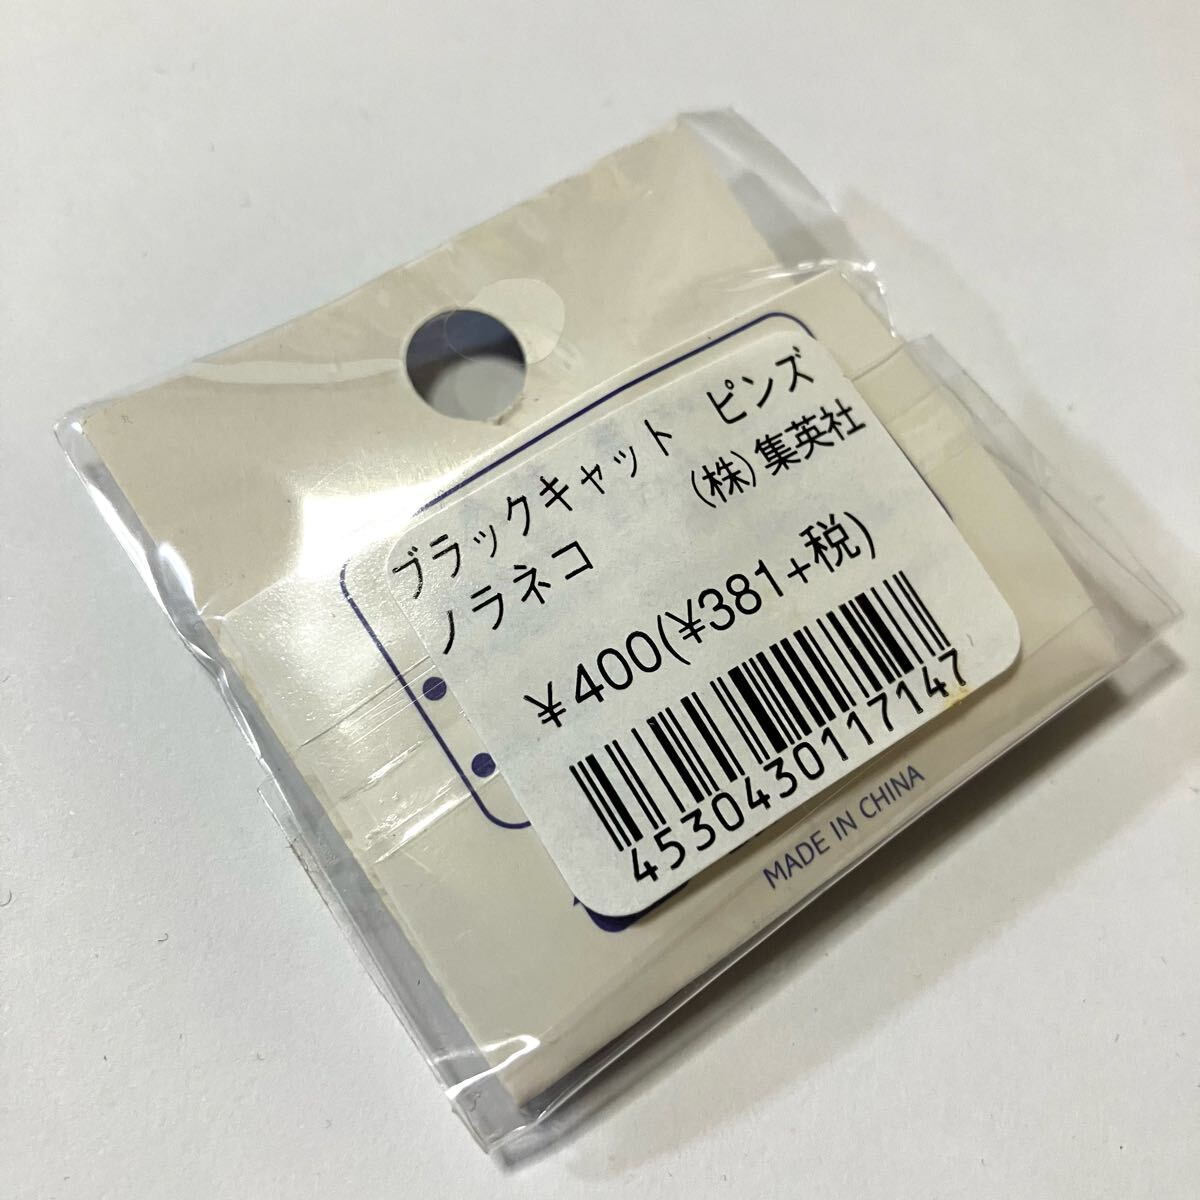 ブラックキャット ピンズ
ノラネコ (株)集英社
¥400(¥381+税)
4530430117147
MADE IN CHINA